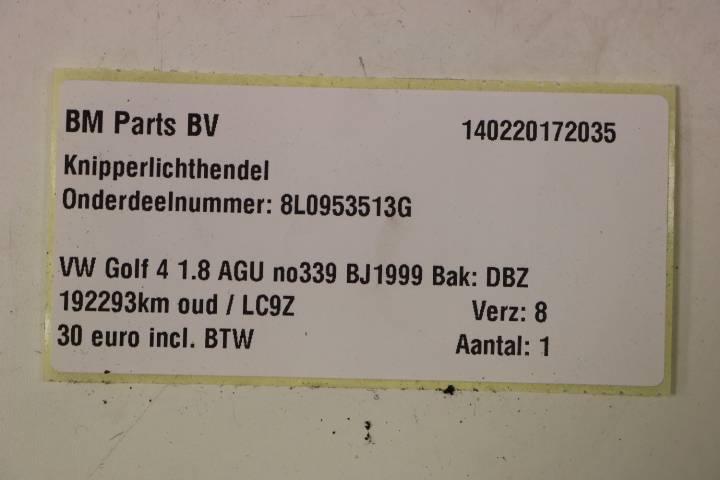 BM Parts BV 140220172035
Knipperlichthendel
Onderdeelnummer: 8L0953513G
VW Golf 4 1.8 AGU no339 BJ1999 Bak: DBZ
192293km oud / LC9Z Verz: 8
30 euro incl. BTW Aantal: 1